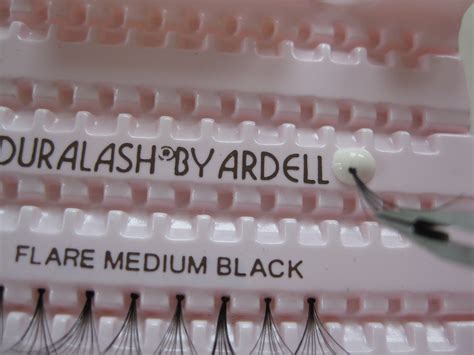 DURALASH® BY ARDELL
FLARE MEDIUM BLACK